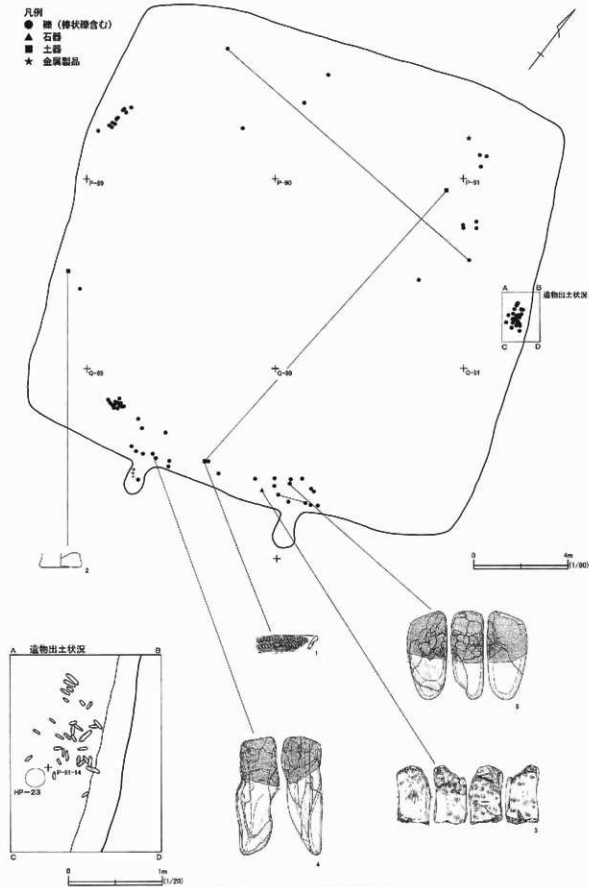 凡例
● 礫(棒状礫含む)
▲ 石器
■ 土器
★ 金属製品
P-89
P-90
P-91
A B
遺物出土状況
C D
Q-89
Q-90
Q-91
2
0 4m
(1/80)
1
5
4
3
遺物出土状況
A B
P-91-14
HP-23
C D
0 1m
(1/20)